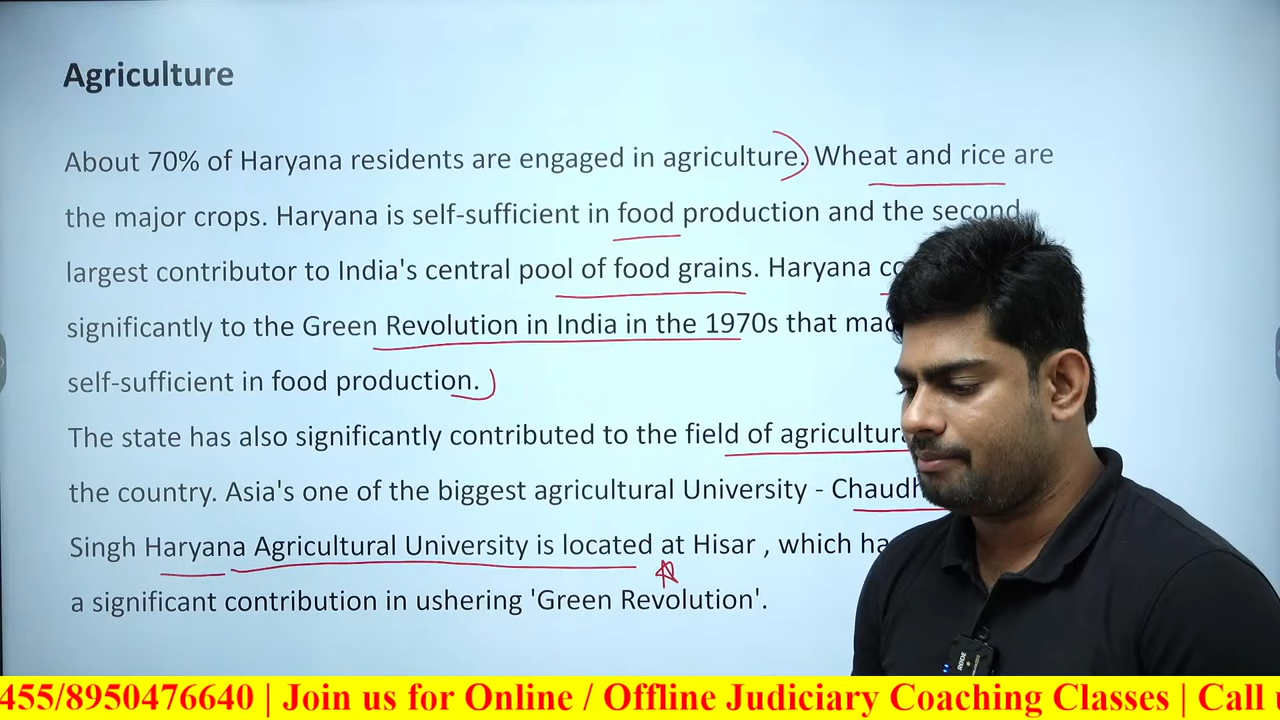 Agriculture
About 70% of Haryana residents are engaged in agriculture. Wheat and rice are
the major crops. Haryana is self-sufficient in food production and the second
largest contributor to India's central pool of food grains. Haryana
significantly to the Green Revolution in India in the 1970s that
self-sufficient in food production.
The state has also significantly contributed to the field of
the country. Asia's one of the biggest agricultural University -
Singh Haryana Agricultural University is located at Hisar , which
a significant contribution in ushering 'Green Revolution'.
455/8950476640 | Join us for Online / Offline Judiciary Coaching Classes | Call